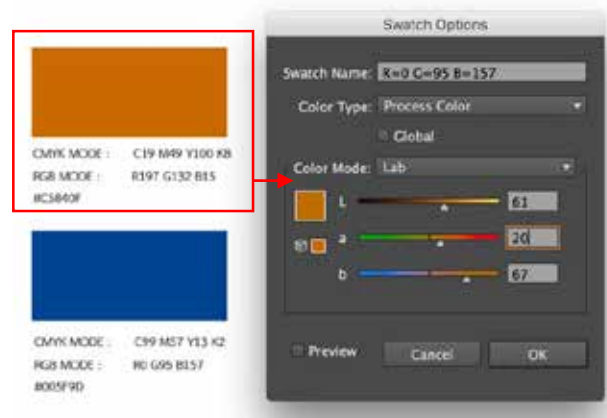 CMYK MODE : C19 M49 Y100 K8
RGB MODE : R197 G132 B15
#C5840F
CMYK MODE : C99 M57 Y13 K2
RGB MODE : R0 G95 B157
#005F9D
Swatch Options
Swatch Name: R=0 G=95 B=157
Color Type: Process Color
Global
Color Mode: Lab
L 61
a 20
b 67
Preview Cancel OK